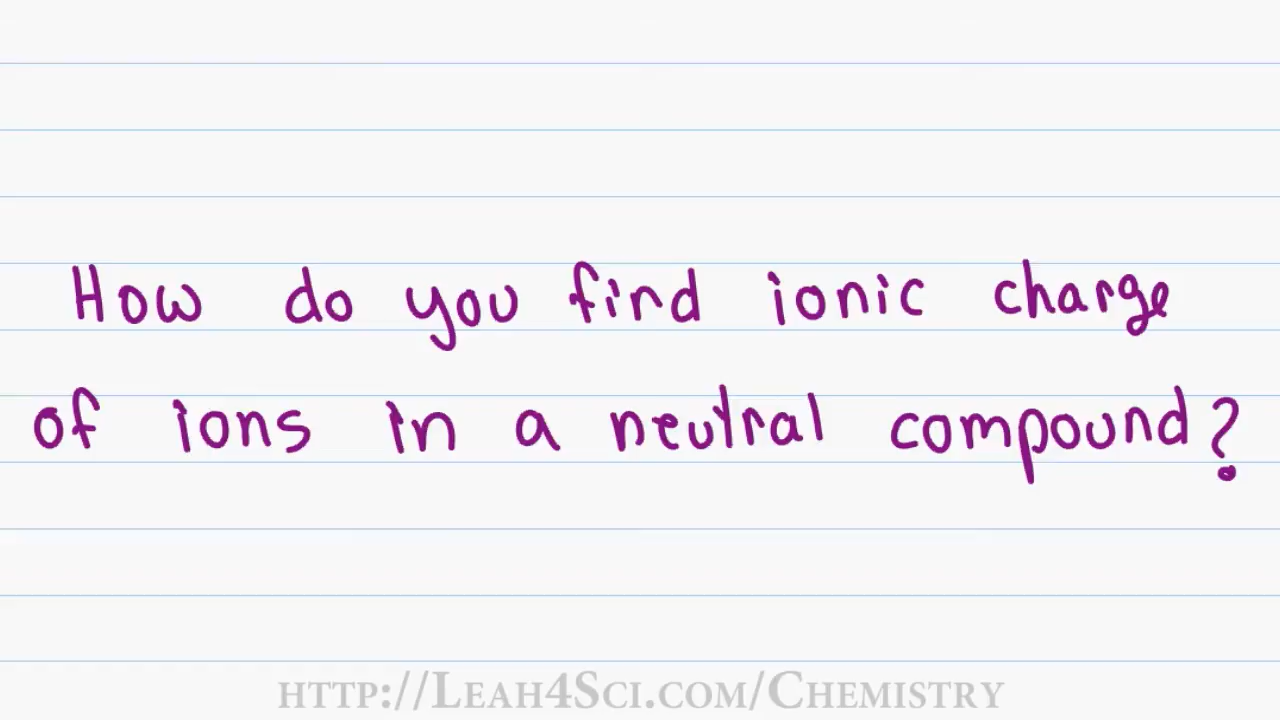 How do you find ionic charge
of ions in a neutral compound?
http://Leah4Sci.com/Chemistry